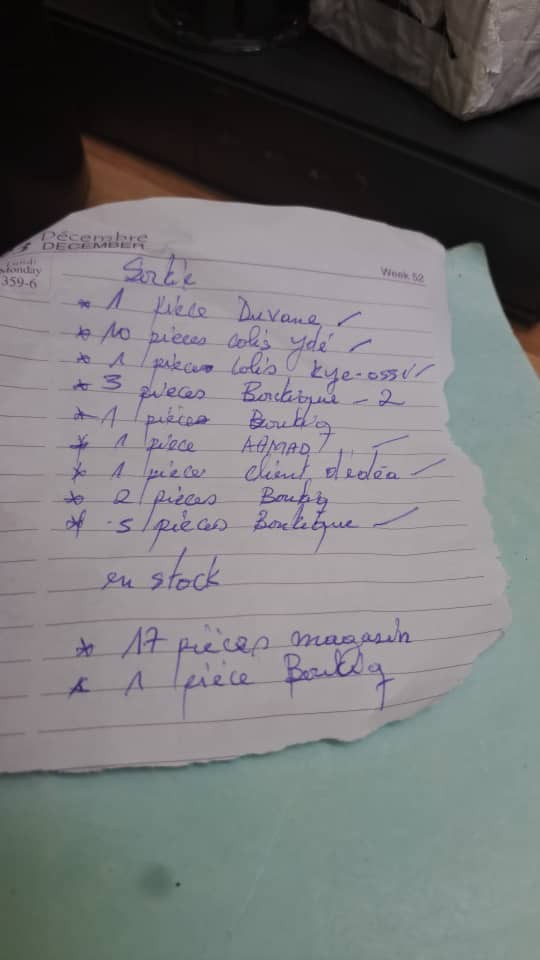 Décembre
DECEMBER
Lundi
Monday
359-6
Week 52
Sortie
* 1 pièce Duvane ✓
* 10 pièces colis ydé ✓
* 1 pièce colis kye-ossi ✓
* 3 pièces Boutique - 2
* 1 pièce Boutiq
* 1 pièce AHMAD ✓
* 1 pièce client d'édéa ✓
* 2 pièces Boutiq
* 5 pièces Boutique ✓
en stock
* 17 pièces magasin
* 1 pièce Boutiq